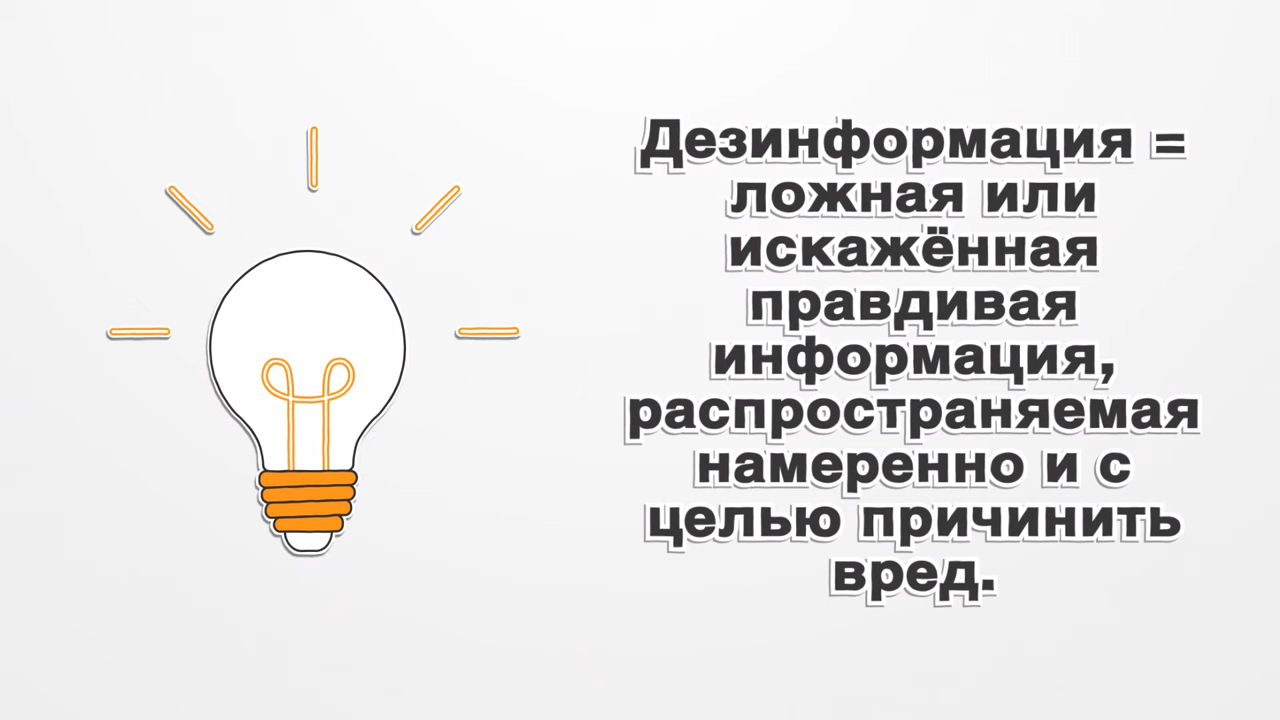 Дезинформация =
ложная или
искажённая
правдивая
информация,
распространяемая
намеренно и с
целью причинить
вред.